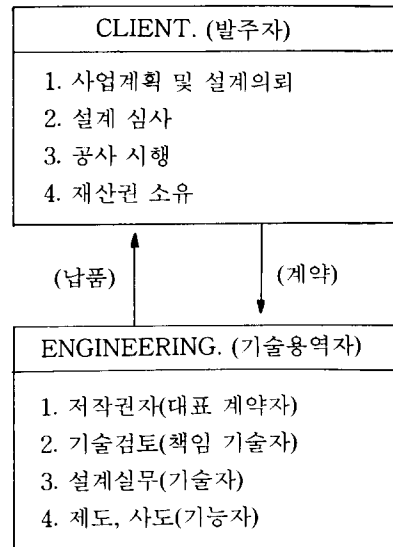 CLIENT. (발주자)
1. 사업계획 및 설계의뢰
2. 설계 심사
3. 공사 시행
4. 재산권 소유
(납품) (계약)
ENGINEERING. (기술용역자)
1. 저작권자(대표 계약자)
2. 기술검토(책임 기술자)
3. 설계실무(기술자)
4. 제도, 사도(기능자)